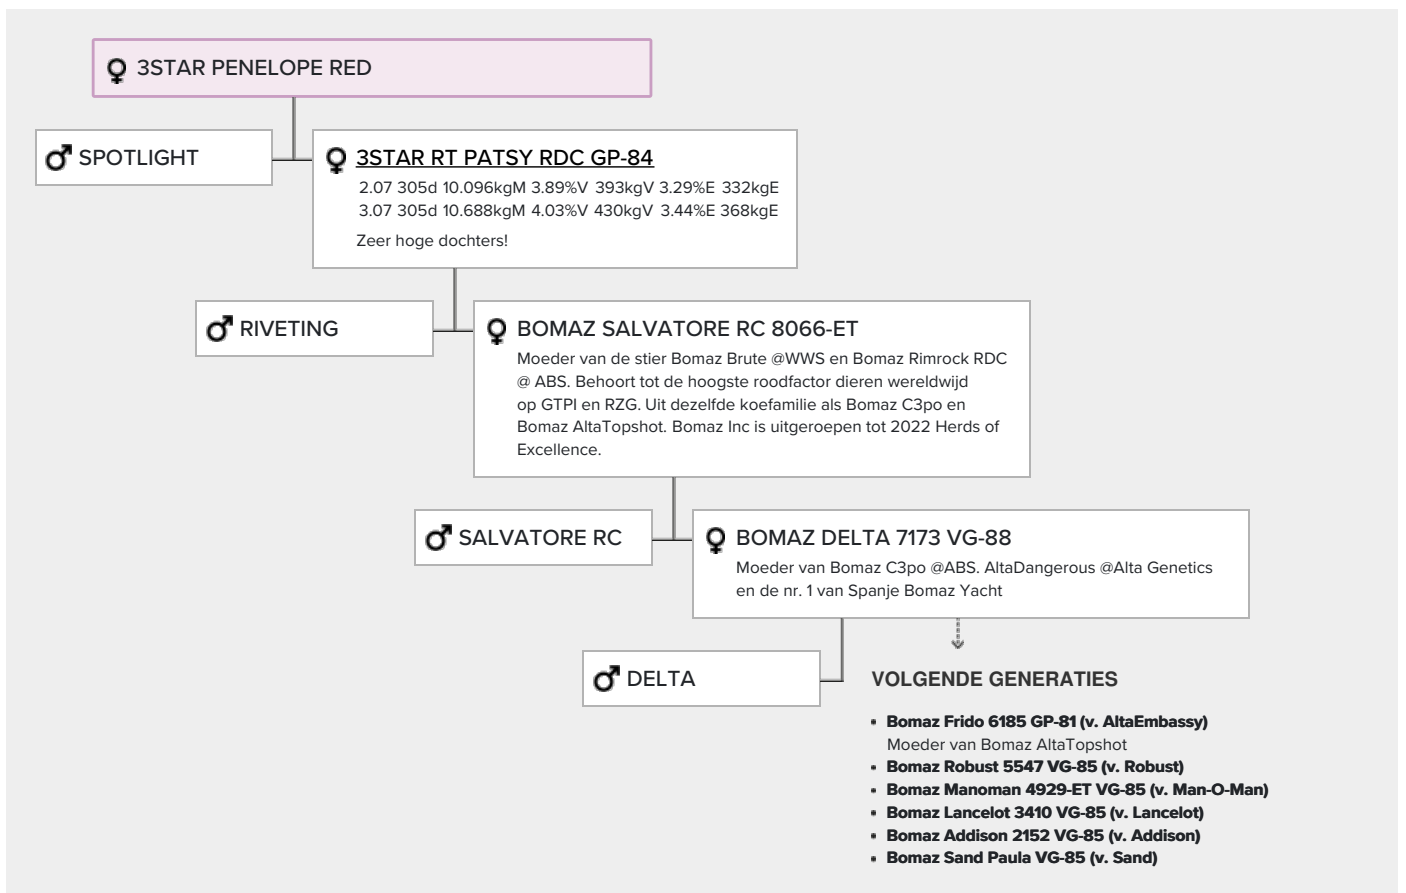 3STAR PENELOPE RED
SPOTLIGHT
3STAR RT PATSY RDC GP-84
2.07 305d 10.096kgM 3.89%V 393kgV 3.29%E 332kgE
3.07 305d 10.688kgM 4.03%V 430kgV 3.44%E 368kgE
Zeer hoge dochters!
RIVETING
BOMAZ SALVATORE RC 8066-ET
Moeder van de stier Bomaz Brute @WWS en Bomaz Rimrock RDC
@ ABS. Behoort tot de hoogste roodfactor dieren wereldwijd
op GTPI en RZG. Uit dezelfde koefamilie als Bomaz C3po en
Bomaz AltaTopshot. Bomaz Inc is uitgeroepen tot 2022 Herds of
Excellence.
SALVATORE RC
BOMAZ DELTA 7173 VG-88
Moeder van Bomaz C3po @ABS. AltaDangerous @Alta Genetics
en de nr. 1 van Spanje Bomaz Yacht
DELTA
VOLGENDE GENERATIES
• Bomaz Frido 6185 GP-81 (v. AltaEmbassy)
Moeder van Bomaz AltaTopshot
• Bomaz Robust 5547 VG-85 (v. Robust)
• Bomaz Manoman 4929-ET VG-85 (v. Man-O-Man)
• Bomaz Lancelot 3410 VG-85 (v. Lancelot)
• Bomaz Addison 2152 VG-85 (v. Addison)
• Bomaz Sand Paula VG-85 (v. Sand)